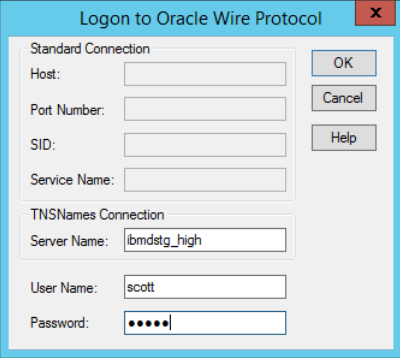 Logon to Oracle Wire Protocol
x
Standard Connection
Host:
Port Number:
SID:
Service Name:
OK
Cancel
Help
TNSNames Connection
Server Name: ibmdstg_high
User Name: scott
Password: ●●●●●